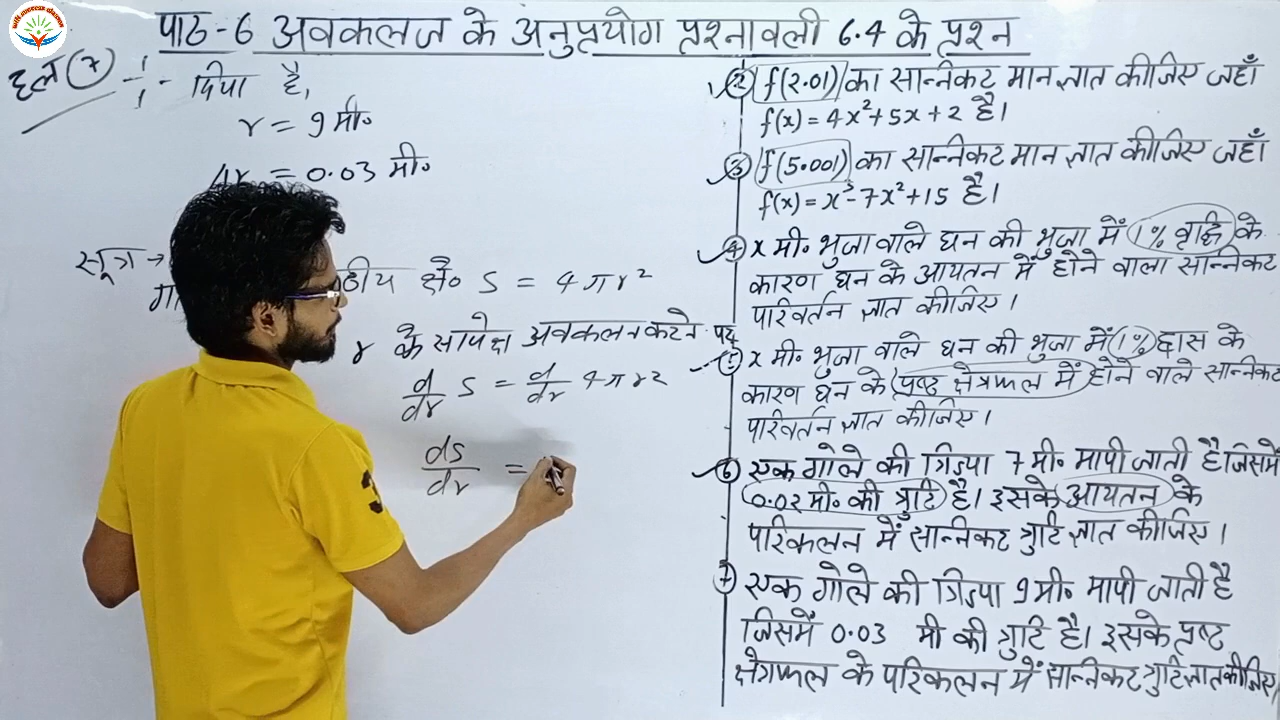 पाठ-6 अवकलज के अनुप्रयोग प्रश्नावली 6.4 के प्रश्न
हल (7) ÷- दिया है,
r = 9 मी०
Δr = 0.03 मी०
सूत्र →
क्षै० S = 4πr²
r के सापेक्ष अवकलन करने पर
d/dr S = d/dr 4πr²
ds/dr =
(2) f(2.01) का सान्निकट मान ज्ञात कीजिए जहाँ
f(x) = 4x²+5x+2 है।
(3) f(5.001) का सान्निकट मान ज्ञात कीजिए जहाँ
f(x) = x³-7x²+15 है।
(4) x मी० भुजा वाले घन की भुजा में 1% वृद्धि के
कारण घन के आयतन में होने वाला सान्निकट
परिवर्तन ज्ञात कीजिए।
(5) x मी० भुजा वाले घन की भुजा में 1% ह्रास के
कारण घन के प्रष्ट क्षेत्रफल में होने वाले सान्निकट
परिवर्तन ज्ञात कीजिए।
(6) एक गोले की त्रिज्या 7 मी० मापी जाती है जिसमें
0.02 मी० की त्रुटि है। इसके आयतन के
परिकलन में सान्निकट त्रुटि ज्ञात कीजिए।
(7) एक गोले की त्रिज्या 9 मी० मापी जाती है
जिसमें 0.03 मी की त्रुटि है। इसके प्रष्ट
क्षेत्रफल के परिकलन में सान्निकट त्रुटि ज्ञात कीजिए